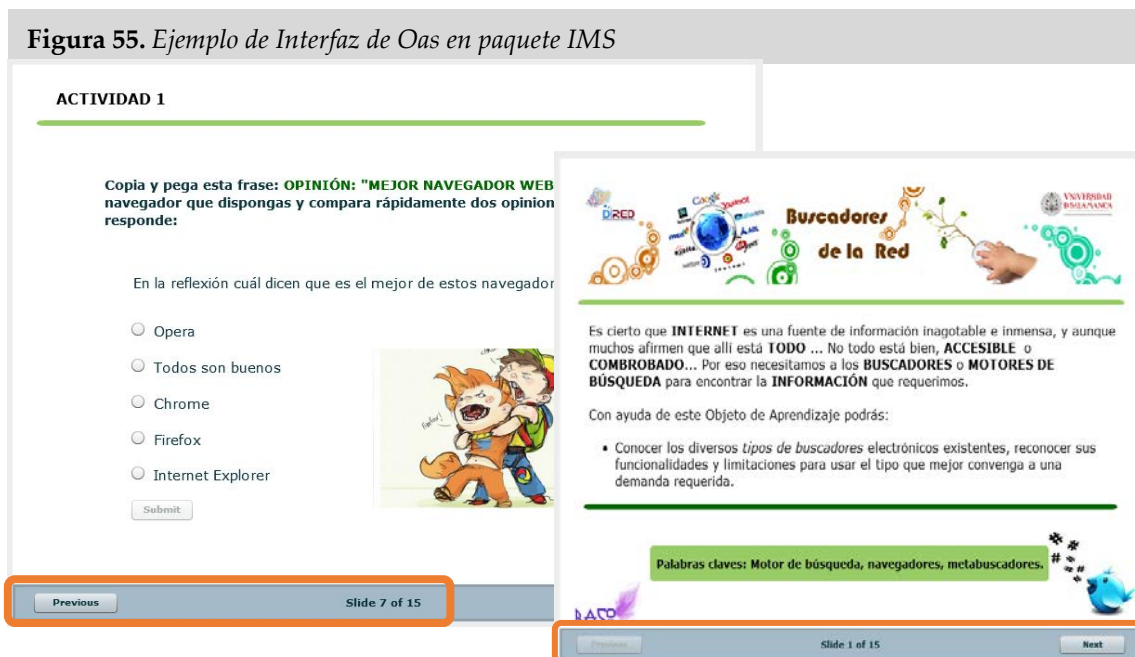 Figura 55. Ejemplo de Interfaz de Oas en paquete IMS
ACTIVIDAD 1
Copia y pega esta frase: OPINIÓN: "MEJOR NAVEGADOR WEB
navegador que dispongas y compara rápidamente dos opinion
responde:
En la reflexión cuál dicen que es el mejor de estos navegador
Opera
Todos son buenos
Chrome
Firefox
Internet Explorer
Submit
Previous
Slide 7 of 15
DIRED
Google
Buscadores
de la Red
VNIVERSIDAD
D SALAMANCA
Es cierto que INTERNET es una fuente de información inagotable e inmensa, y aunque
muchos afirmen que allí está TODO ... No todo está bien, ACCESIBLE o
COMBROBADO... Por eso necesitamos a los BUSCADORES o MOTORES DE
BÚSQUEDA para encontrar la INFORMACIÓN que requerimos.
Con ayuda de este Objeto de Aprendizaje podrás:
• Conocer los diversos tipos de buscadores electrónicos existentes, reconocer sus
funcionalidades y limitaciones para usar el tipo que mejor convenga a una
demanda requerida.
Palabras claves: Motor de búsqueda, navegadores, metabuscadores.
Previous
Slide 1 of 15
Next